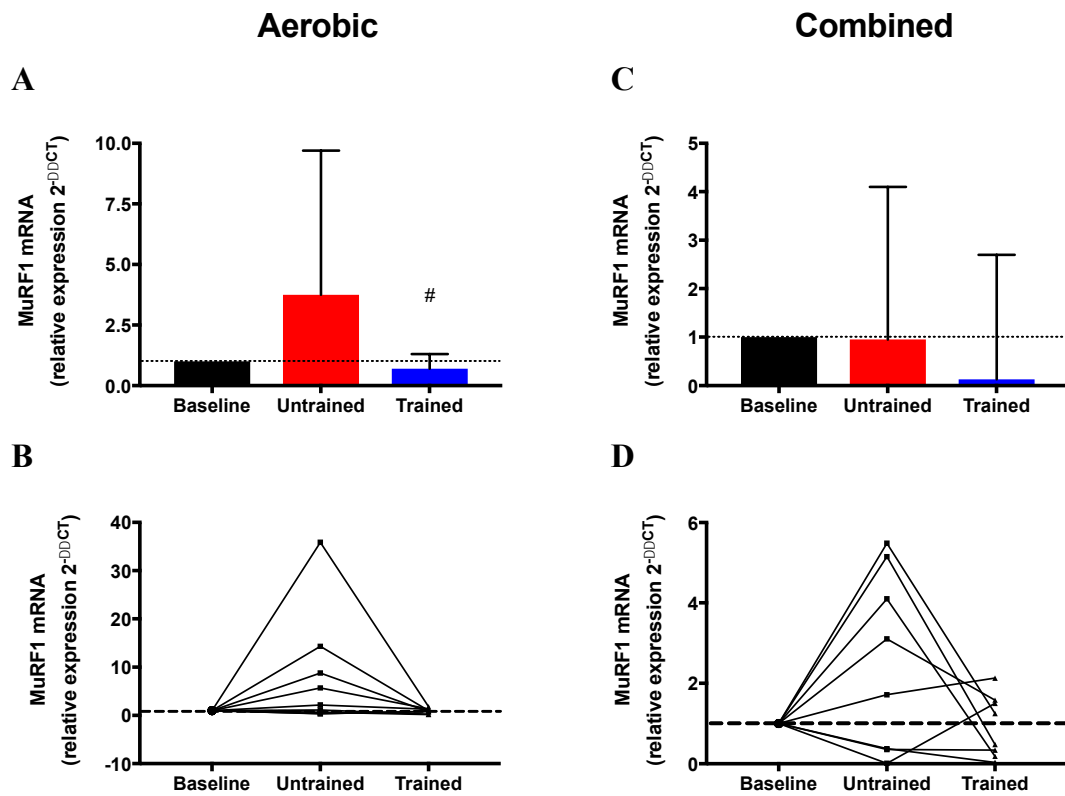 Aerobic
Combined
A
MuRF1 mRNA
(relative expression 2-DDCT)
10.0
7.5
5.0
2.5
0.0
#
Baseline Untrained Trained
C
MuRF1 mRNA
(relative expression 2-DDCT)
5
4
3
2
1
0
Baseline Untrained Trained
B
MuRF1 mRNA
(relative expression 2-DDCT)
40
30
20
10
0
-10
Baseline Untrained Trained
D
MuRF1 mRNA
(relative expression 2-DDCT)
6
4
2
0
Baseline Untrained Trained